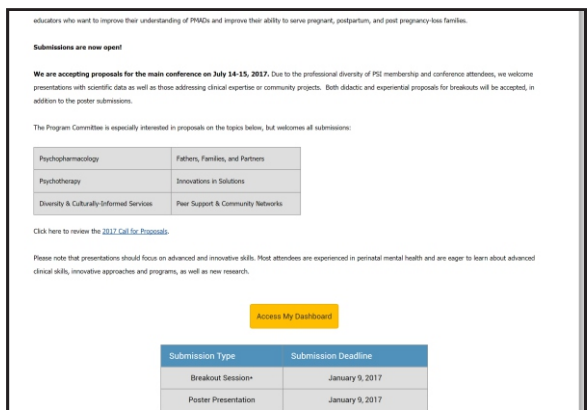 educators who want to improve their understanding of PMADs and improve their ability to serve pregnant, postpartum, and post pregnancy-loss families.
Submissions are now open!
We are accepting proposals for the main conference on July 14-15, 2017. Due to the professional diversity of PSI membership and conference attendees, we welcome
presentations with scientific data as well as those addressing clinical expertise or community projects. Both didactic and experiential proposals for breakouts will be accepted, in
addition to the poster submissions.
The Program Committee is especially interested in proposals on the topics below, but welcomes all submissions:
Psychopharmacology Fathers, Families, and Partners
Psychotherapy Innovations in Solutions
Diversity & Culturally-Informed Services Peer Support & Community Networks
Click here to review the 2017 Call for Proposals.
Please note that presentations should focus on advanced and innovative skills. Most attendees are experienced in perinatal mental health and are eager to learn about advanced
clinical skills, innovative approaches and programs, as well as new research.
Access My Dashboard
Submission Type Submission Deadline
Breakout Session* January 9, 2017
Poster Presentation January 9, 2017